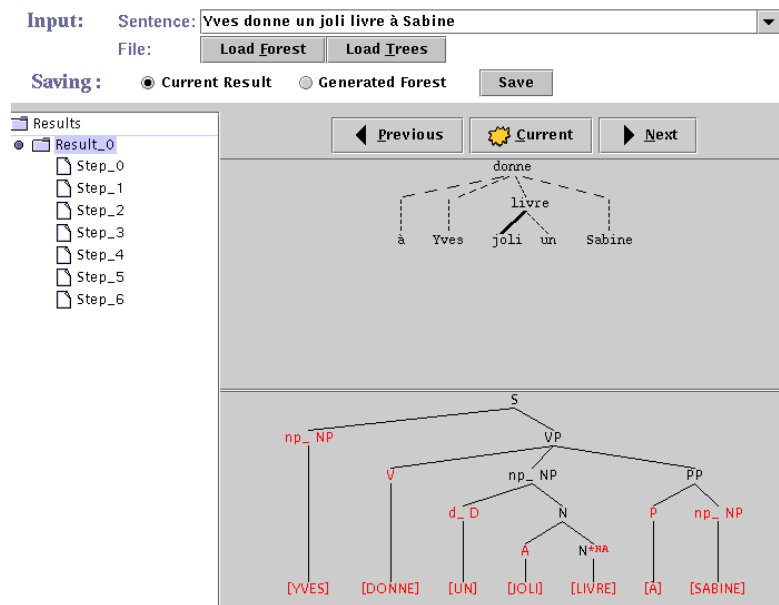 Input: Sentence: Yves donne un joli livre à Sabine
File: Load Forest Load Trees
Saving : Current Result Generated Forest Save
Results
Result_0
Step_0
Step_1
Step_2
Step_3
Step_4
Step_5
Step_6
Previous Current Next
donne
livre
à Yves joli un Sabine
S
np_ NP VP
V np_ NP PP
d_ D N P np_ NP
A N*NA
[YVES] [DONNE] [UN] [JOLI] [LIVRE] [À] [SABINE]